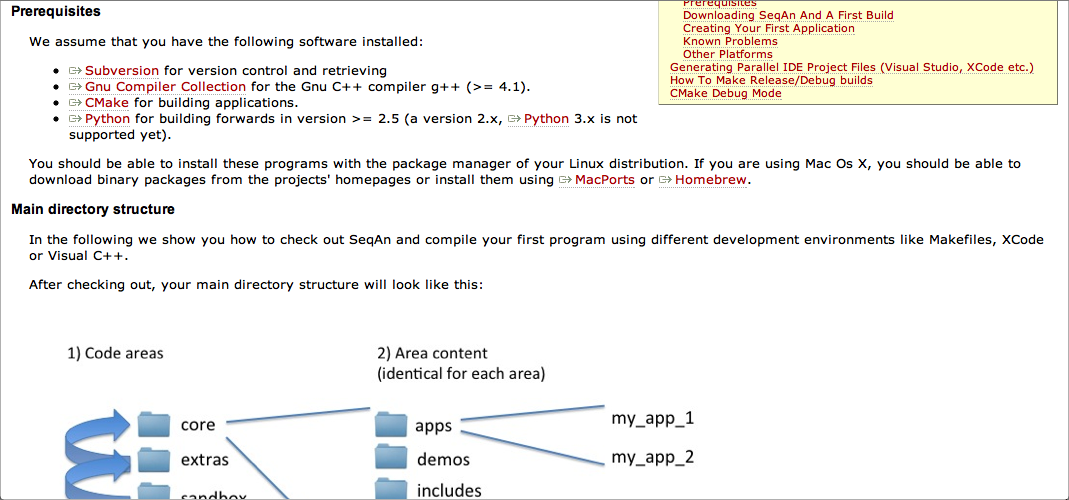 Prerequisites
We assume that you have the following software installed:
Subversion for version control and retrieving
Gnu Compiler Collection for the Gnu C++ compiler g++ (>= 4.1).
CMake for building applications.
Python for building forwards in version >= 2.5 (a version 2.x, Python 3.x is not
supported yet).
Prerequisites
Downloading SeqAn And A First Build
Creating Your First Application
Known Problems
Other Platforms
Generating Parallel IDE Project Files (Visual Studio, XCode etc.)
How To Make Release/Debug builds
CMake Debug Mode
You should be able to install these programs with the package manager of your Linux distribution. If you are using Mac Os X, you should be able to
download binary packages from the projects' homepages or install them using MacPorts or Homebrew.
Main directory structure
In the following we show you how to check out SeqAn and compile your first program using different development environments like Makefiles, XCode
or Visual C++.
After checking out, your main directory structure will look like this:
1) Code areas
2) Area content
(identical for each area)
core
apps
my_app_1
extras
demos
my_app_2
sandbox
includes